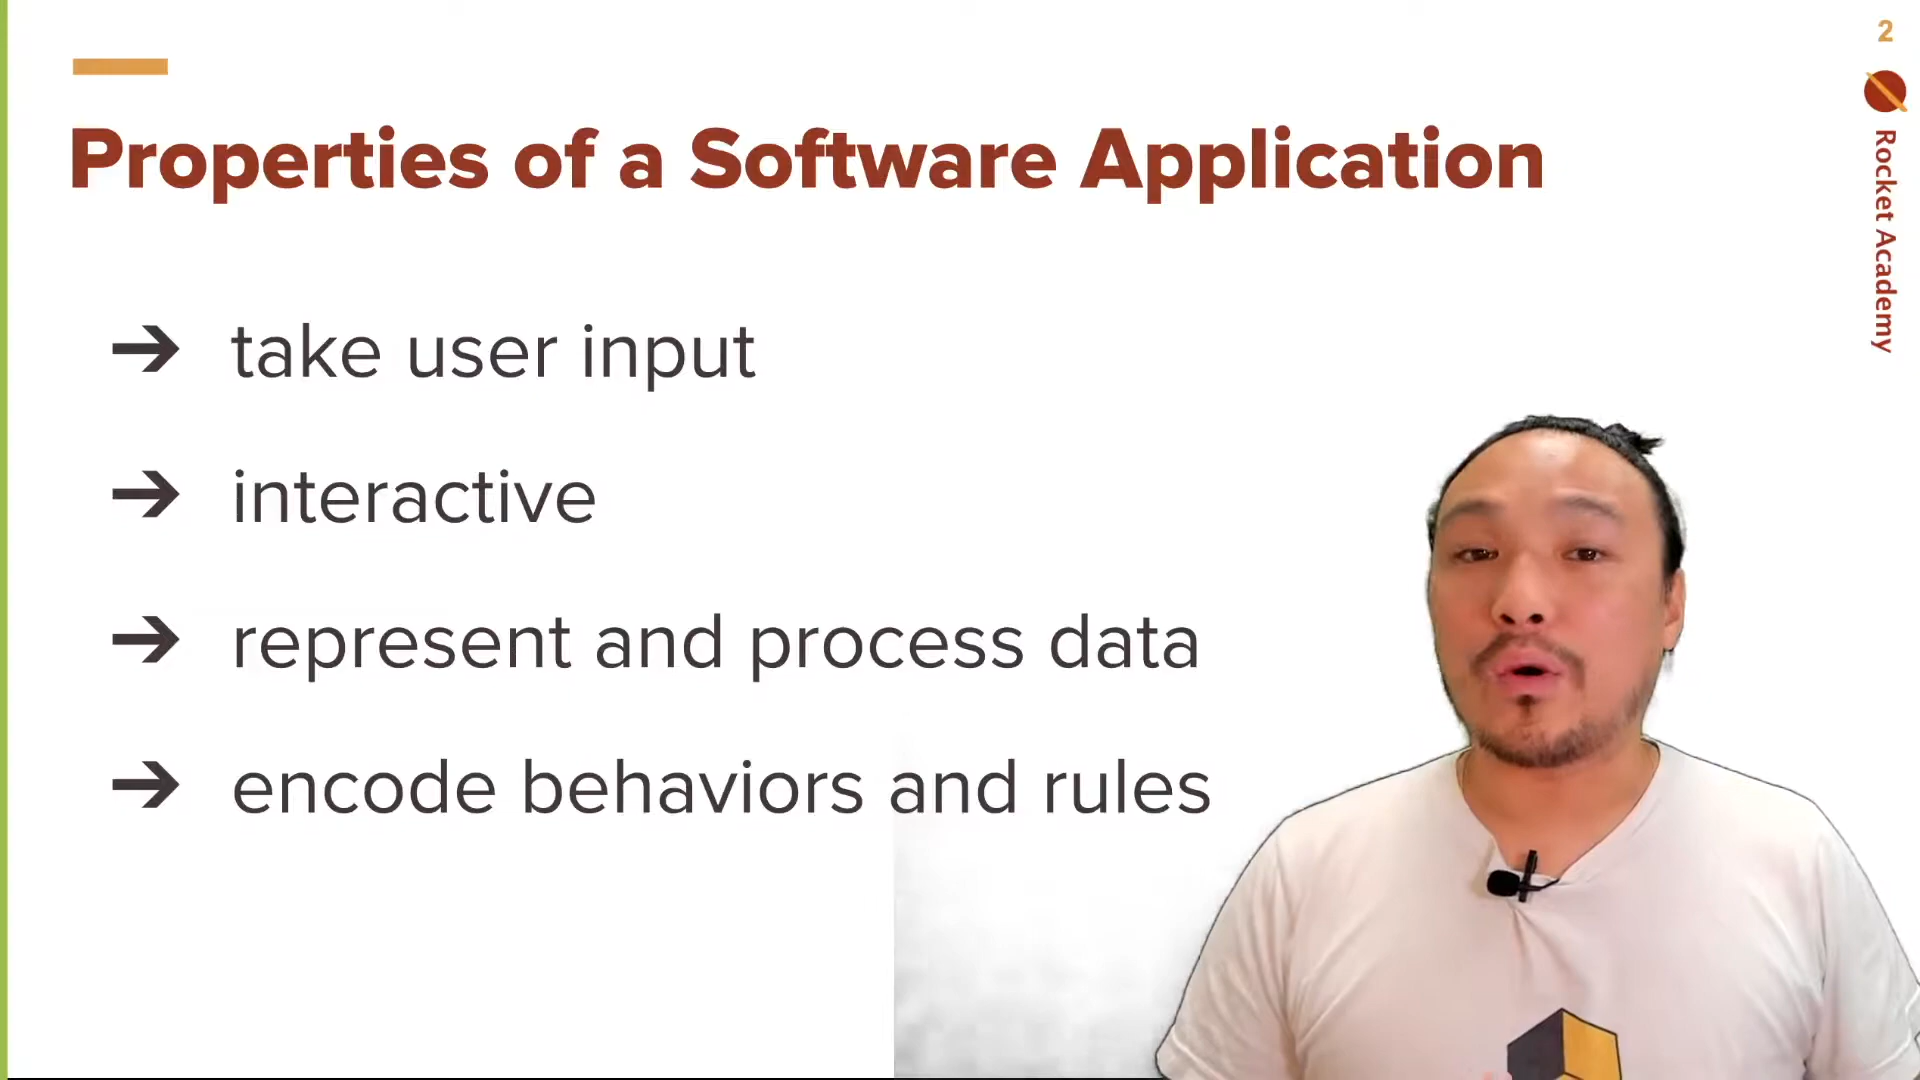 2
Rocket Academy
Properties of a Software Application
➔ take user input
➔ interactive
➔ represent and process data
➔ encode behaviors and rules